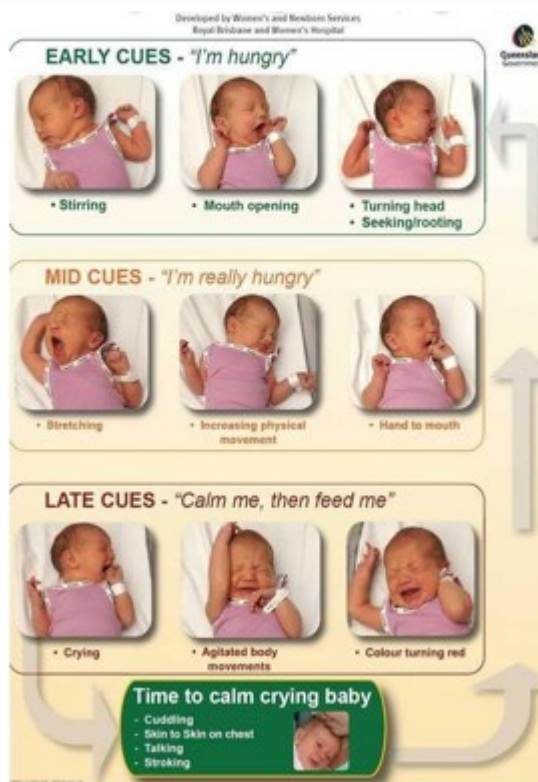 Developed by Women's and Newborn Services
Royal Brisbane and Women's Hospital
Queensland
Government
EARLY CUES - "I'm hungry"
• Stirring
• Mouth opening
• Turning head
• Seeking/rooting
MID CUES - "I'm really hungry"
• Stretching
• Increasing physical
movement
• Hand to mouth
LATE CUES - "Calm me, then feed me"
• Crying
• Agitated body
movements
• Colour turning red
Time to calm crying baby
- Cuddling
- Skin to Skin on chest
- Talking
- Stroking